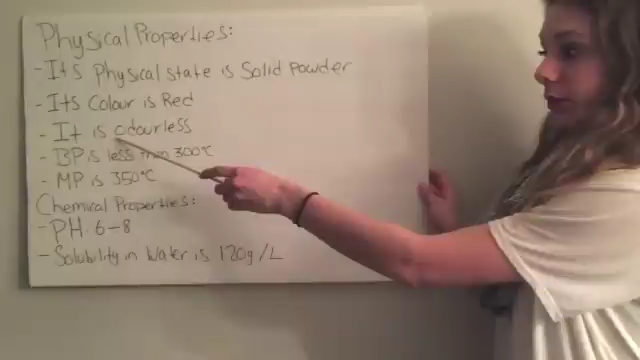 Physical Properties:
- Its Physical state is Solid Powder
- Its Colour is Red
- It is odourless
- BP is less than 300°C
- MP is 350°C
Chemical Properties:
- PH 6-8
- Solubility in Water is 120g/L